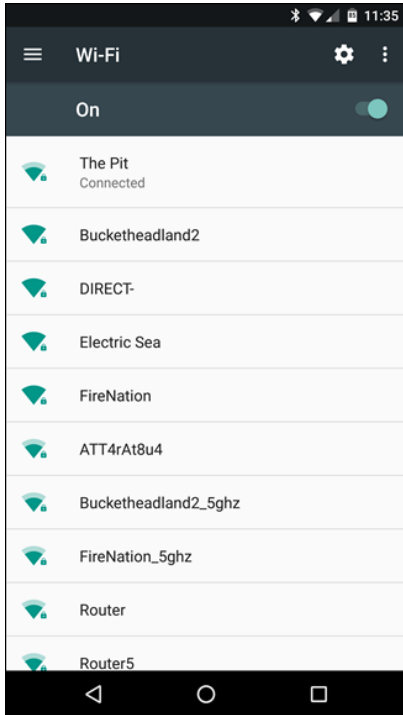 11:35
Wi-Fi
On
The Pit
Connected
Bucketheadland2
DIRECT-
Electric Sea
FireNation
ATT4rAt8u4
Bucketheadland2_5ghz
FireNation_5ghz
Router
Router5